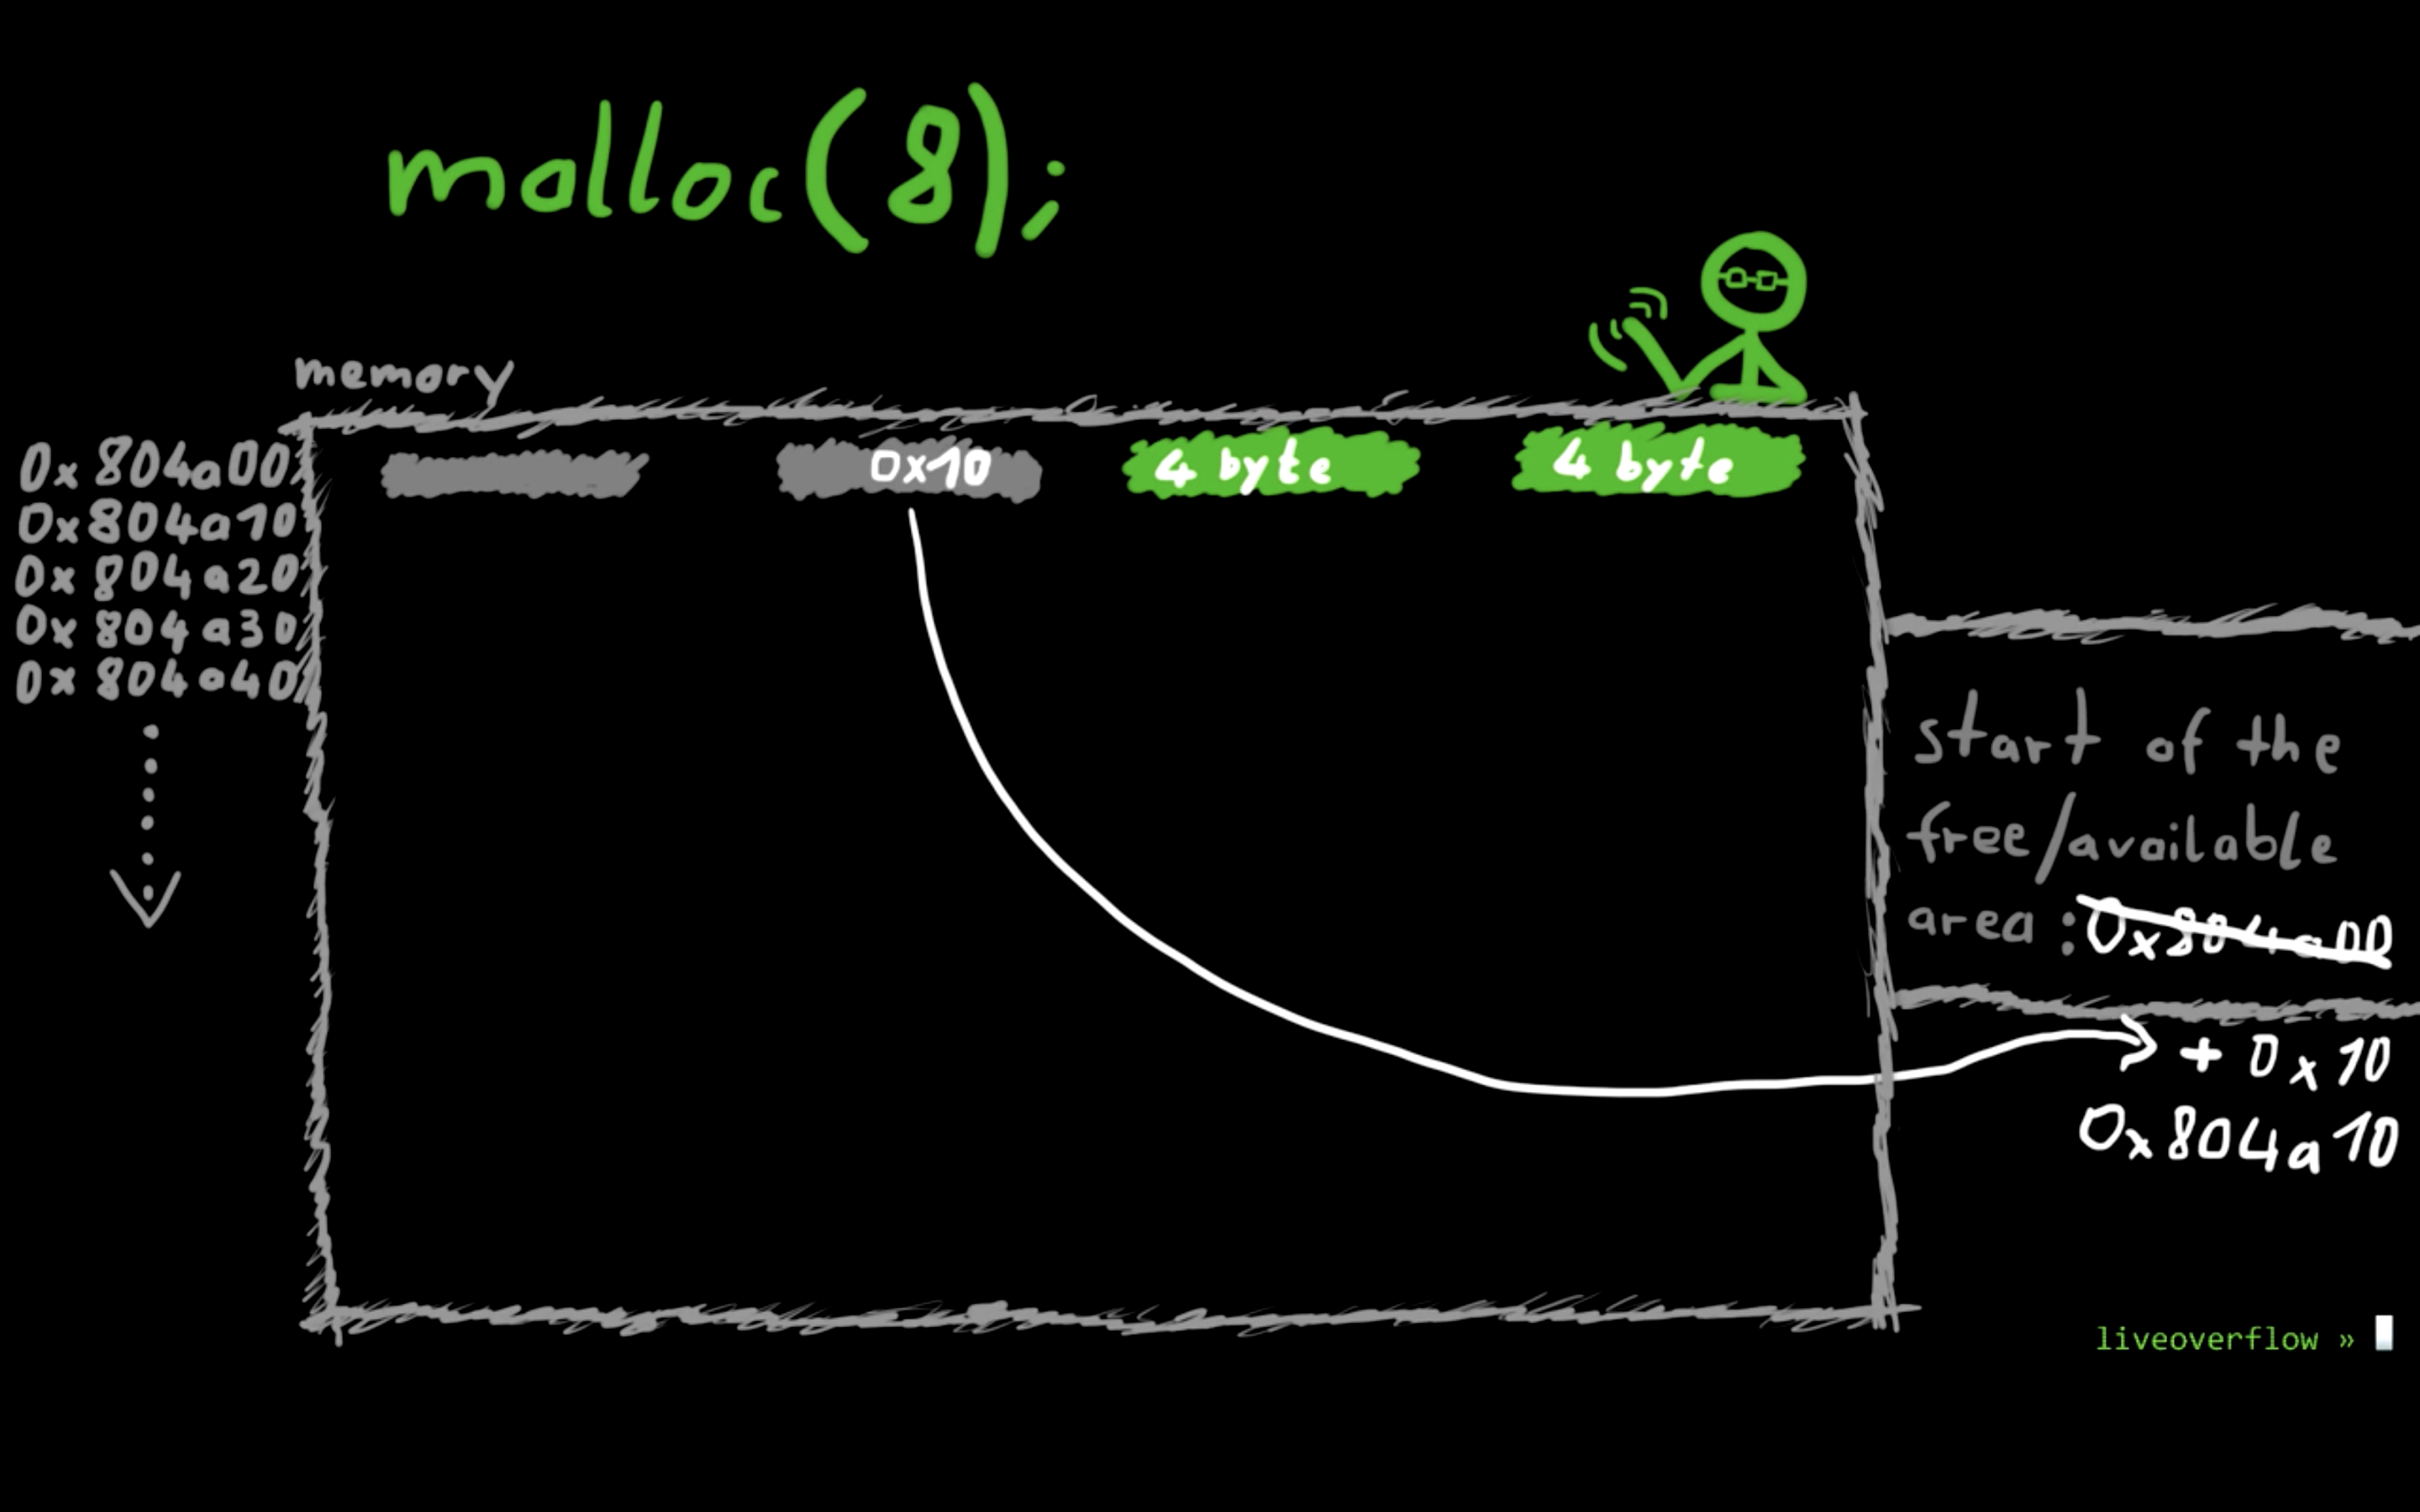 malloc(8);
memory
0x804a00
0x804a10
0x804a20
0x804a30
0x804a40
0x10
4 byte
4 byte
start of the
free/available
area: 0x804a00
+ 0x10
0x804a10
liveoverflow »